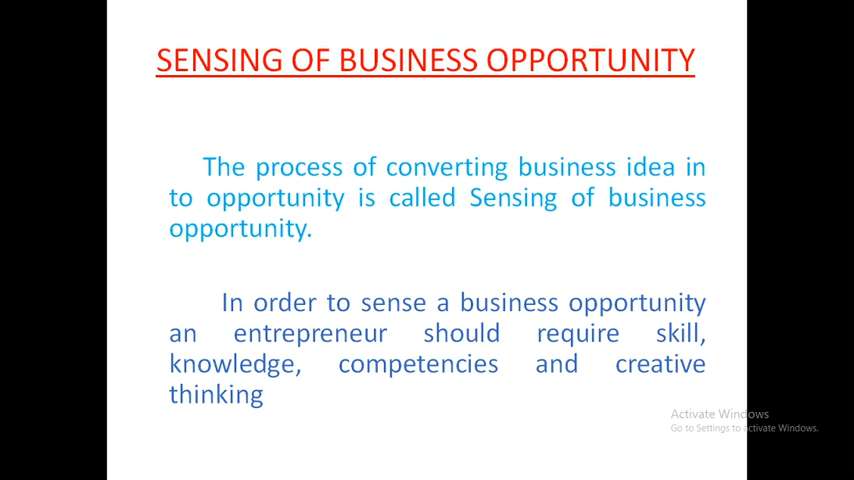 SENSING OF BUSINESS OPPORTUNITY
The process of converting business idea in
to opportunity is called Sensing of business
opportunity.
In order to sense a business opportunity
an entrepreneur should require skill,
knowledge, competencies and creative
thinking
Activate Windows
Go to Settings to activate Windows.